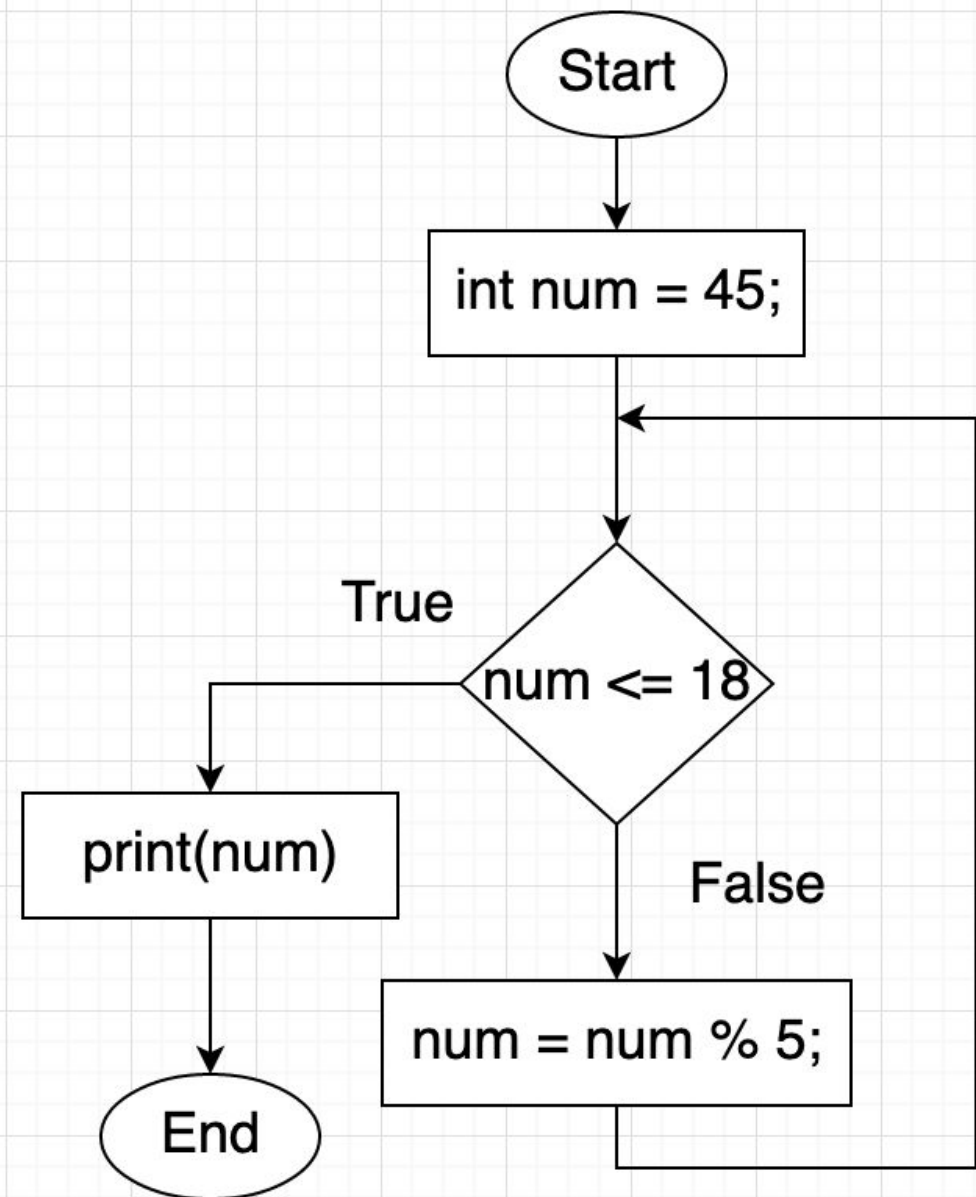 Start
int num = 45;
True
num <= 18
print(num)
False
num = num % 5;
End